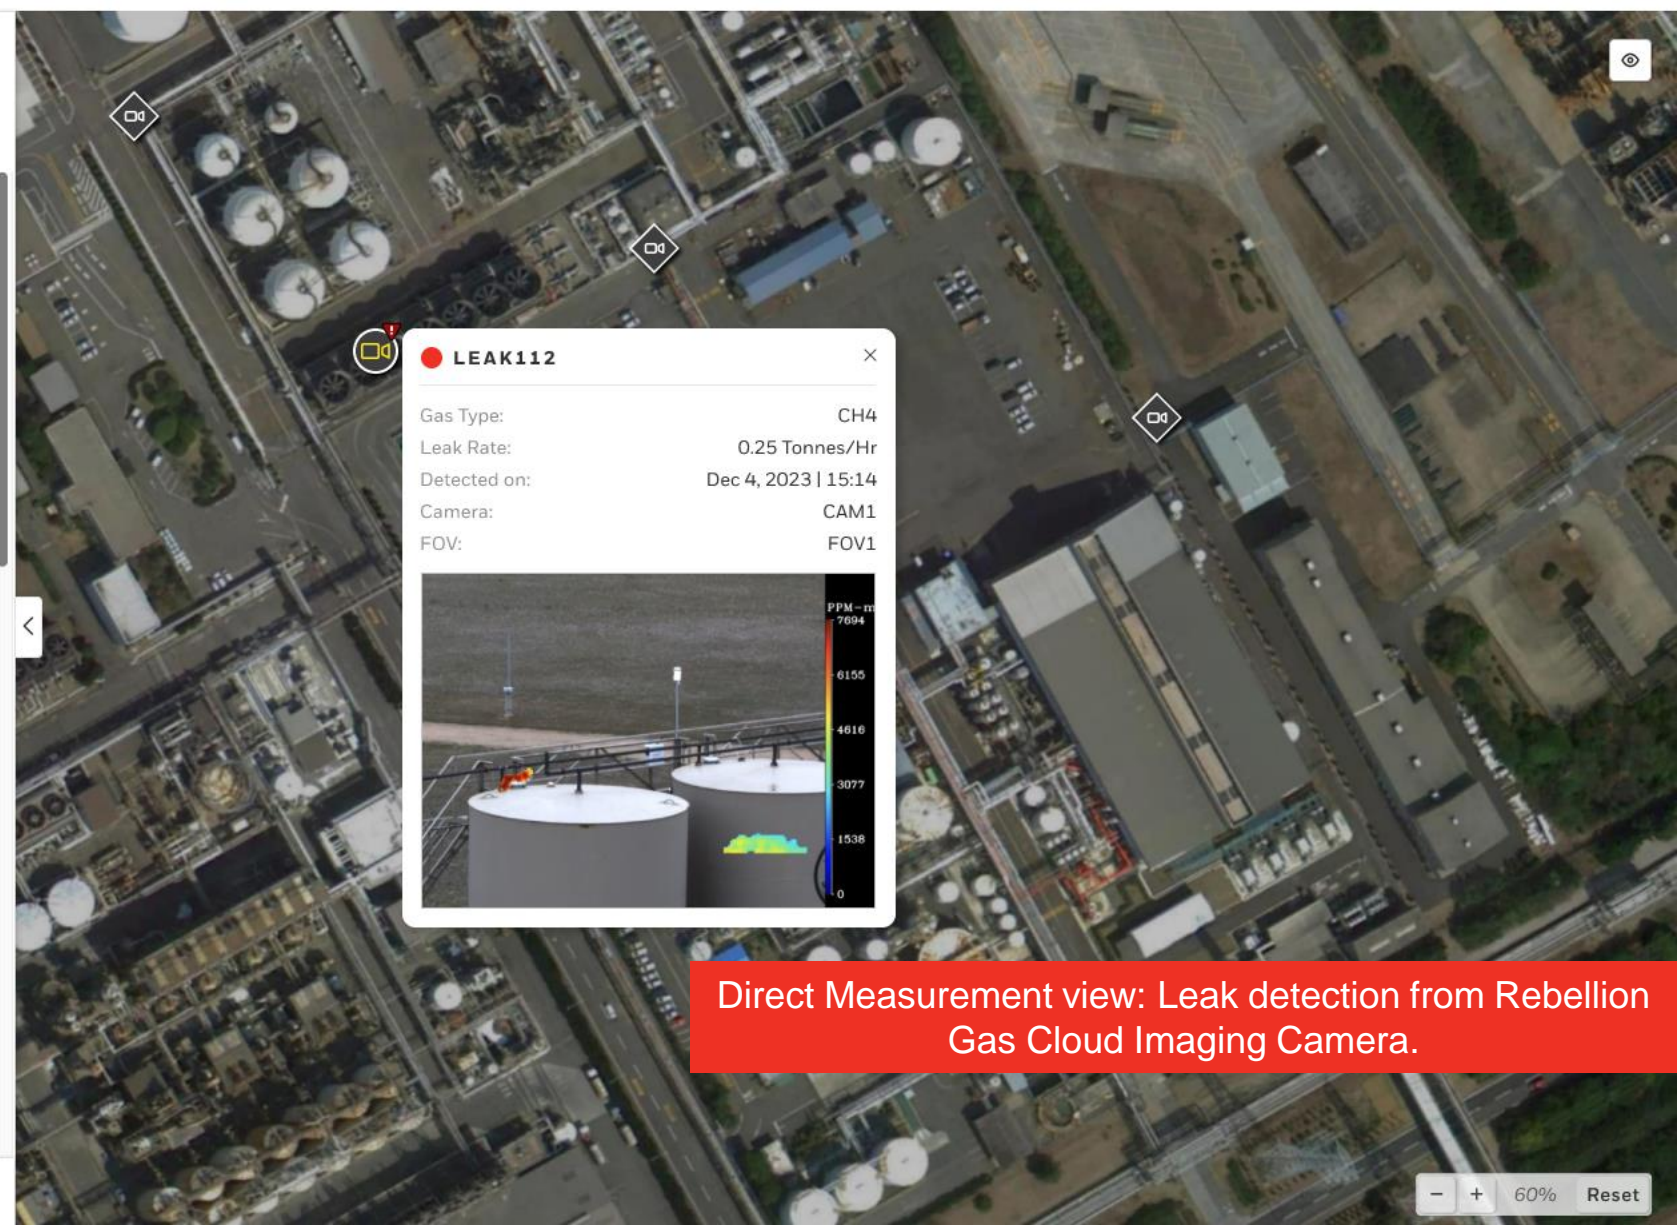 LEAK112
Gas Type: CH4
Leak Rate: 0.25 Tonnes/Hr
Detected on: Dec 4, 2023 | 15:14
Camera: CAM1
FOV: FOV1
PPM-m
7694
6155
4616
3077
1538
0
Direct Measurement view: Leak detection from Rebellion
Gas Cloud Imaging Camera.
− + 60% Reset